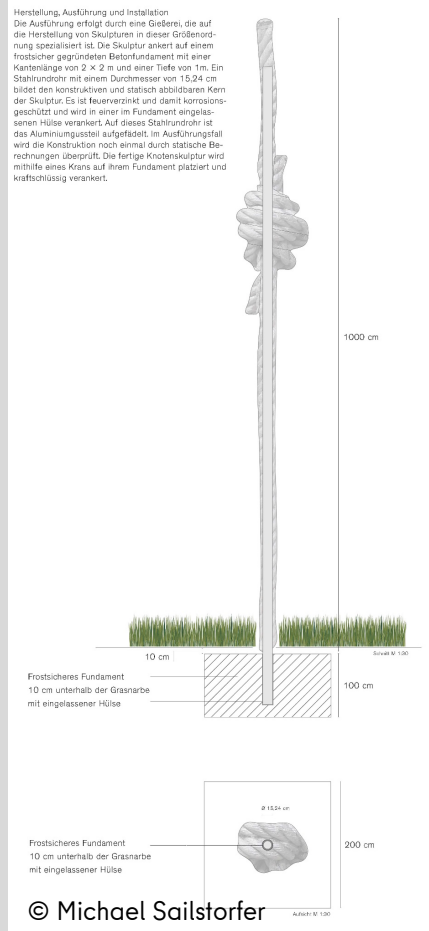 Herstellung, Ausführung und Installation
Die Ausführung erfolgt durch eine Gießerei, die auf
die Herstellung von Skulpturen in dieser Größenord-
nung spezialisiert ist. Die Skulptur ankert auf einem
frostsicher gegründeten Betonfundament mit einer
Kantenlänge von 2 × 2 m und einer Tiefe von 1m. Ein
Stahlrundrohr mit einem Durchmesser von 15,24 cm
bildet den konstruktiven und statisch abbildbaren Kern
der Skulptur. Es ist feuerverzinkt und damit korrosions-
geschützt und wird in einer im Fundament eingelas-
senen Hülse verankert. Auf dieses Stahlrundrohr ist
das Aluminiumgussteil aufgefädelt. Im Ausführungsfall
wird die Konstruktion noch einmal durch statische Be-
rechnungen überprüft. Die fertige Knotenskulptur wird
mithilfe eines Krans auf ihrem Fundament platziert und
kraftschlüssig verankert.
1000 cm
10 cm
Schnitt M 1:30
Frostsicheres Fundament
10 cm unterhalb der Grasnarbe
mit eingelassener Hülse
100 cm
Ø 15,24 cm
Frostsicheres Fundament
10 cm unterhalb der Grasnarbe
mit eingelassener Hülse
200 cm
Aufsicht M 1:30
© Michael Sailstorfer